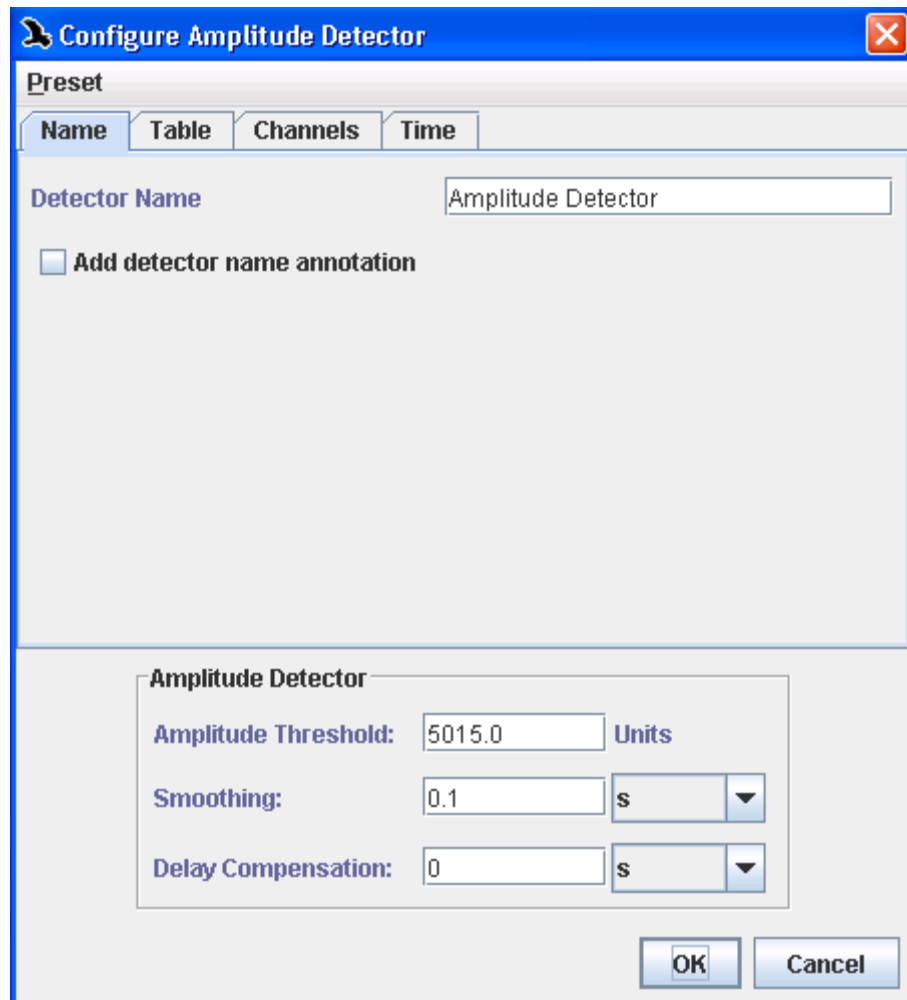 Configure Amplitude Detector
Preset
Name Table Channels Time
Detector Name Amplitude Detector
Add detector name annotation
Amplitude Detector
Amplitude Threshold: 5015.0 Units
Smoothing: 0.1 s
Delay Compensation: 0 s
OK Cancel